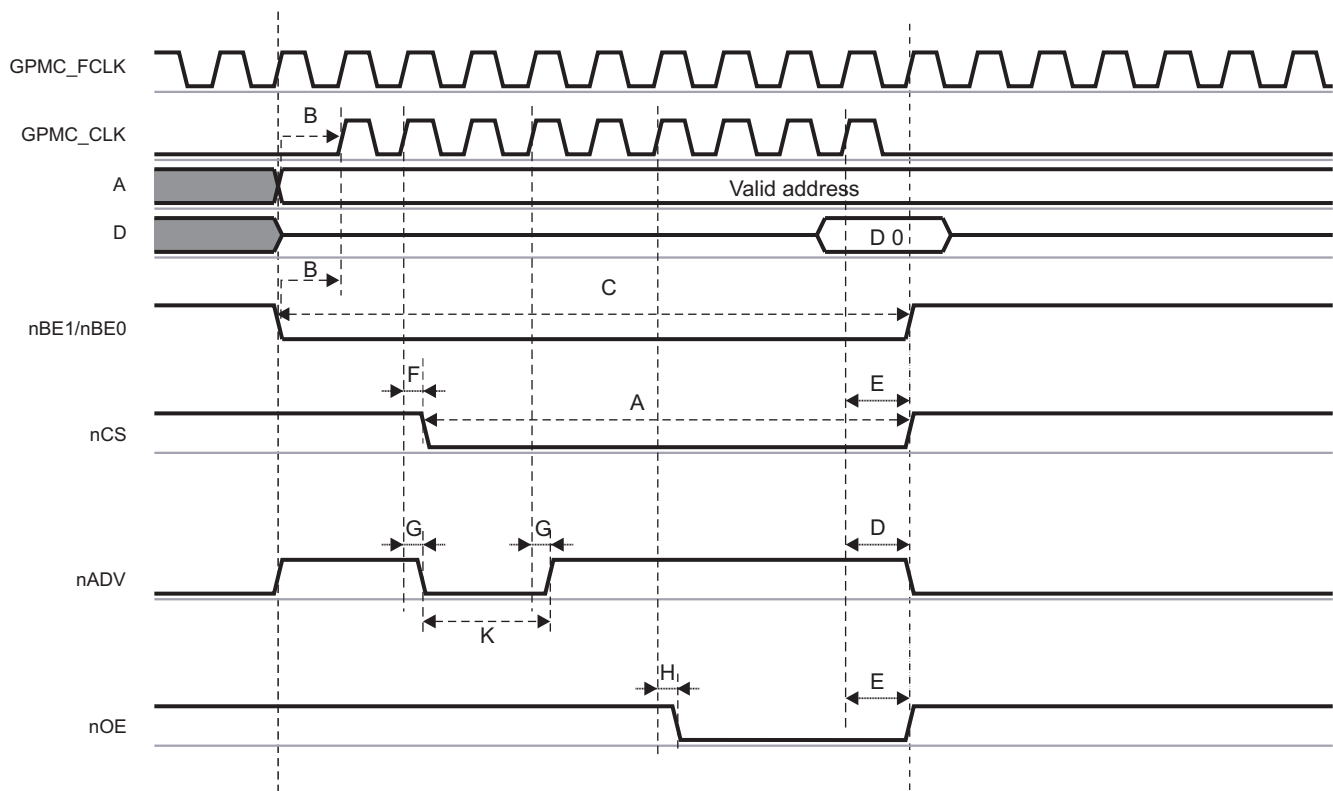 GPMC_FCLK
B
GPMC_CLK
A
Valid address
D
D 0
B
C
nBE1/nBE0
F
E
A
nCS
G
G
D
nADV
K
H
E
nOE